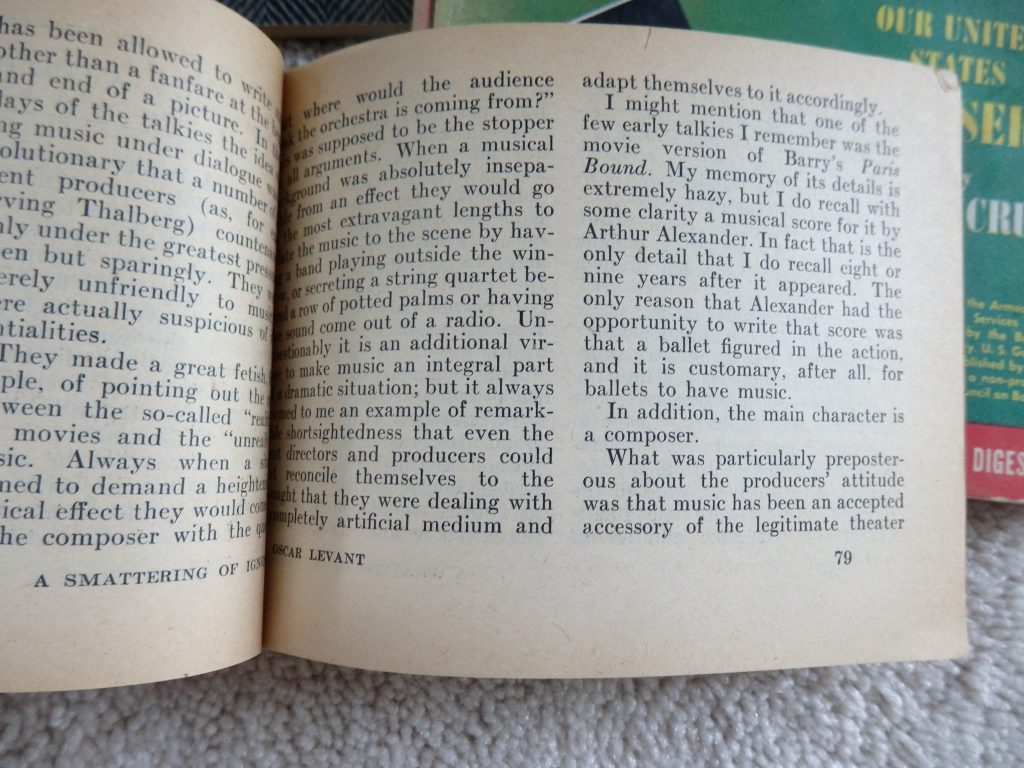 has been allowed to write
other than a fanfare at the
and end of a picture. In
days of the talkies the idea
music under dialogue
that a number of
producers (as, for
Thalberg)
under the greatest
but sparingly. They
unfriendly to
actually suspicious of
They made a great fetish,
of pointing out the
the so-called
movies and the
Always when a
to demand a
effect they would
the composer with the
A SMATTERING OF
where would the audience
the orchestra is coming from?"
was supposed to be the stopper
all arguments. When a musical
was absolutely insepa-
from an effect they would go
the most extravagant lengths to
the music to the scene by hav-
a band playing outside the win-
or secreting a string quartet be-
a row of potted palms or having
sound come out of a radio. Un-
it is an additional vir-
to make music an integral part
a dramatic situation; but it always
to me an example of remark-
shortsightedness that even the
directors and producers could
reconcile themselves to the
that they were dealing with
completely artificial medium and
OSCAR LEVANT
adapt themselves to it accordingly.
I might mention that one of the
few early talkies I remember was the
movie version of Barry's Paris
Bound. My memory of its details is
extremely hazy, but I do recall with
some clarity a musical score for it by
Arthur Alexander. In fact that is the
only detail that I do recall eight or
nine years after it appeared. The
only reason that Alexander had the
opportunity to write that score was
that a ballet figured in the action,
and it is customary, after all, for
ballets to have music.
In addition, the main character is
a composer.
What was particularly preposter-
ous about the producers' attitude
was that music has been an accepted
accessory of the legitimate theater
79
OUR UNITE
STATES
the Arme
Services
by the
U.S. G
a non-pro
DIGES